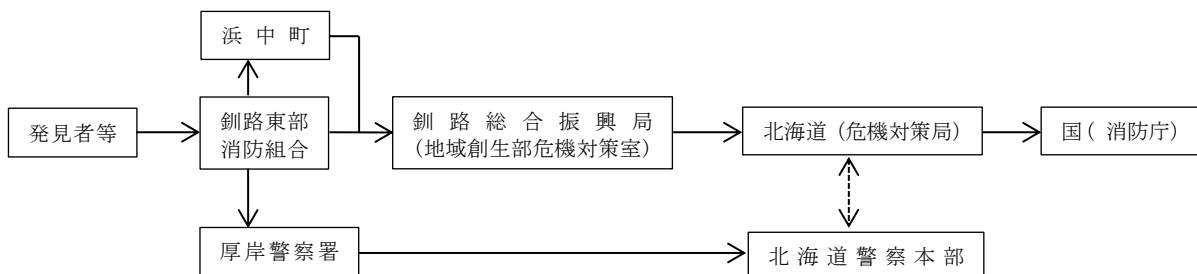 浜中町
発見者等
釧路東部
消防組合
釧路総合振興局
(地域創生部危機対策室)
北海道(危機対策局)
国(消防庁)
厚岸警察署
北海道警察本部